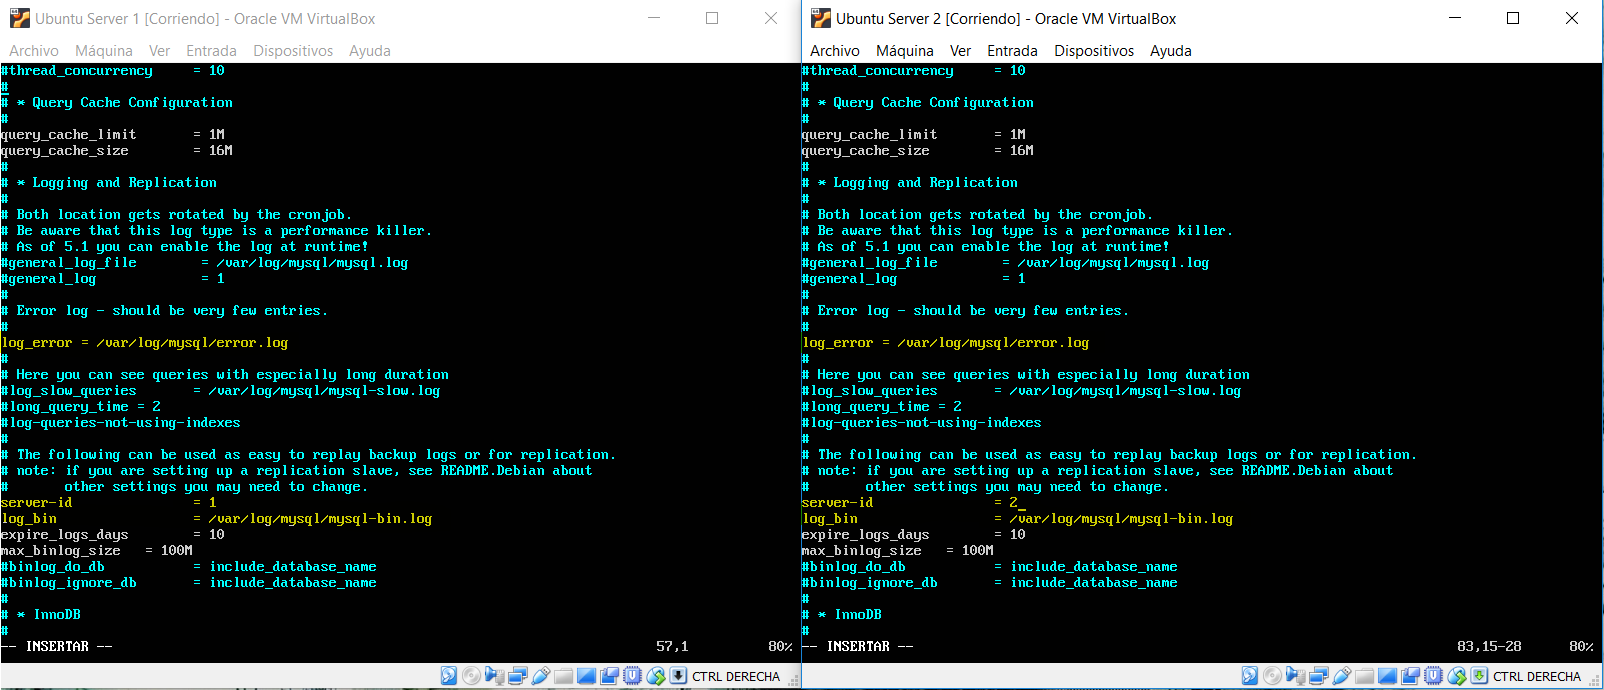 Ubuntu Server 1 [Corriendo] - Oracle VM VirtualBox
Archivo Máquina Ver Entrada Dispositivos Ayuda
#thread_concurrency     = 10
#
# * Query Cache Configuration
#
query_cache_limit       = 1M
query_cache_size        = 16M
#
# * Logging and Replication
#
# Both location gets rotated by the cronjob.
# Be aware that this log type is a performance killer.
# As of 5.1 you can enable the log at runtime!
#general_log_file        = /var/log/mysql/mysql.log
#general_log             = 1
#
# Error log - should be very few entries.
#
log_error = /var/log/mysql/error.log
#
# Here you can see queries with especially long duration
#log_slow_queries       = /var/log/mysql/mysql-slow.log
#long_query_time = 2
#log-queries-not-using-indexes
#
# The following can be used as easy to replay backup logs or for replication.
# note: if you are setting up a replication slave, see README.Debian about
#       other settings you may need to change.
server-id               = 1
log_bin                 = /var/log/mysql/mysql-bin.log
expire_logs_days        = 10
max_binlog_size   = 100M
#binlog_do_db           = include_database_name
#binlog_ignore_db       = include_database_name
#
# * InnoDB
#
-- INSERTAR -- 57,1 80%
CTRL DERECHA
Ubuntu Server 2 [Corriendo] - Oracle VM VirtualBox
Archivo Máquina Ver Entrada Dispositivos Ayuda
#thread_concurrency     = 10
#
# * Query Cache Configuration
#
query_cache_limit       = 1M
query_cache_size        = 16M
#
# * Logging and Replication
#
# Both location gets rotated by the cronjob.
# Be aware that this log type is a performance killer.
# As of 5.1 you can enable the log at runtime!
#general_log_file        = /var/log/mysql/mysql.log
#general_log             = 1
#
# Error log - should be very few entries.
#
log_error = /var/log/mysql/error.log
#
# Here you can see queries with especially long duration
#log_slow_queries       = /var/log/mysql/mysql-slow.log
#long_query_time = 2
#log-queries-not-using-indexes
#
# The following can be used as easy to replay backup logs or for replication.
# note: if you are setting up a replication slave, see README.Debian about
#       other settings you may need to change.
server-id               = 2
log_bin                 = /var/log/mysql/mysql-bin.log
expire_logs_days        = 10
max_binlog_size   = 100M
#binlog_do_db           = include_database_name
#binlog_ignore_db       = include_database_name
#
# * InnoDB
#
-- INSERTAR -- 83,15-28 80%
CTRL DERECHA